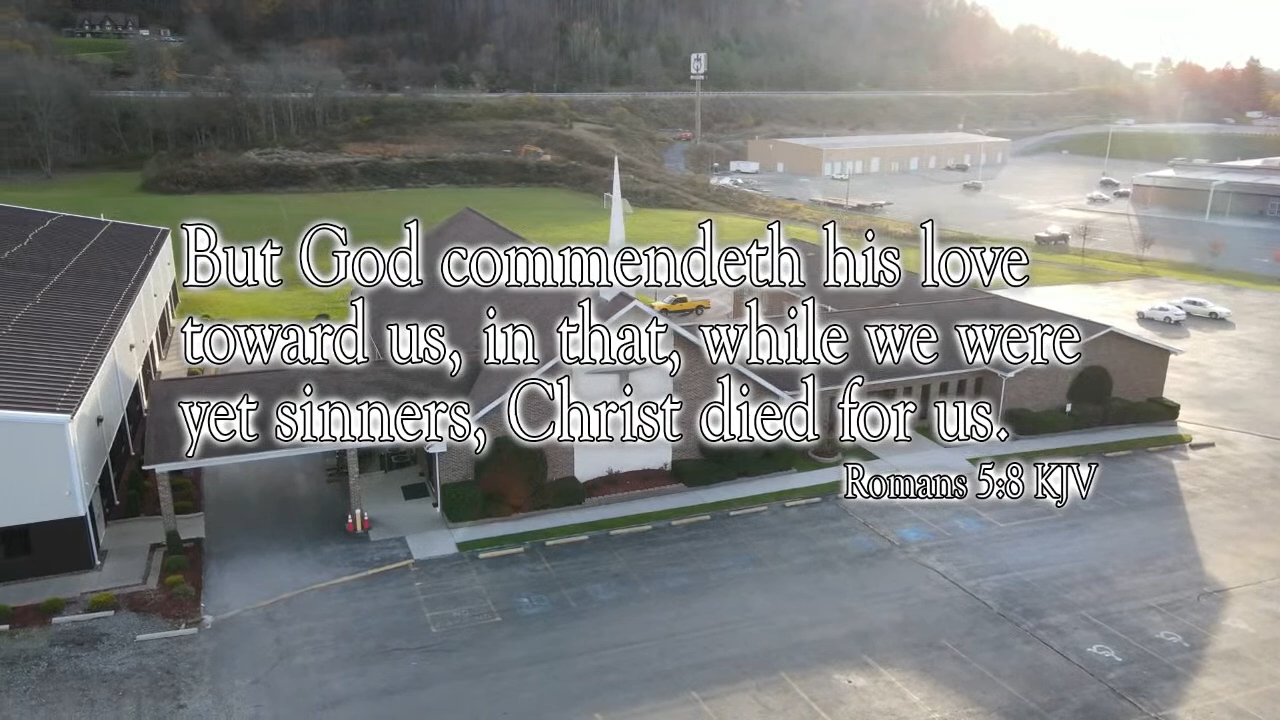 But God commendeth his love
toward us, in that, while we were
yet sinners, Christ died for us.
Romans 5:8 KJV